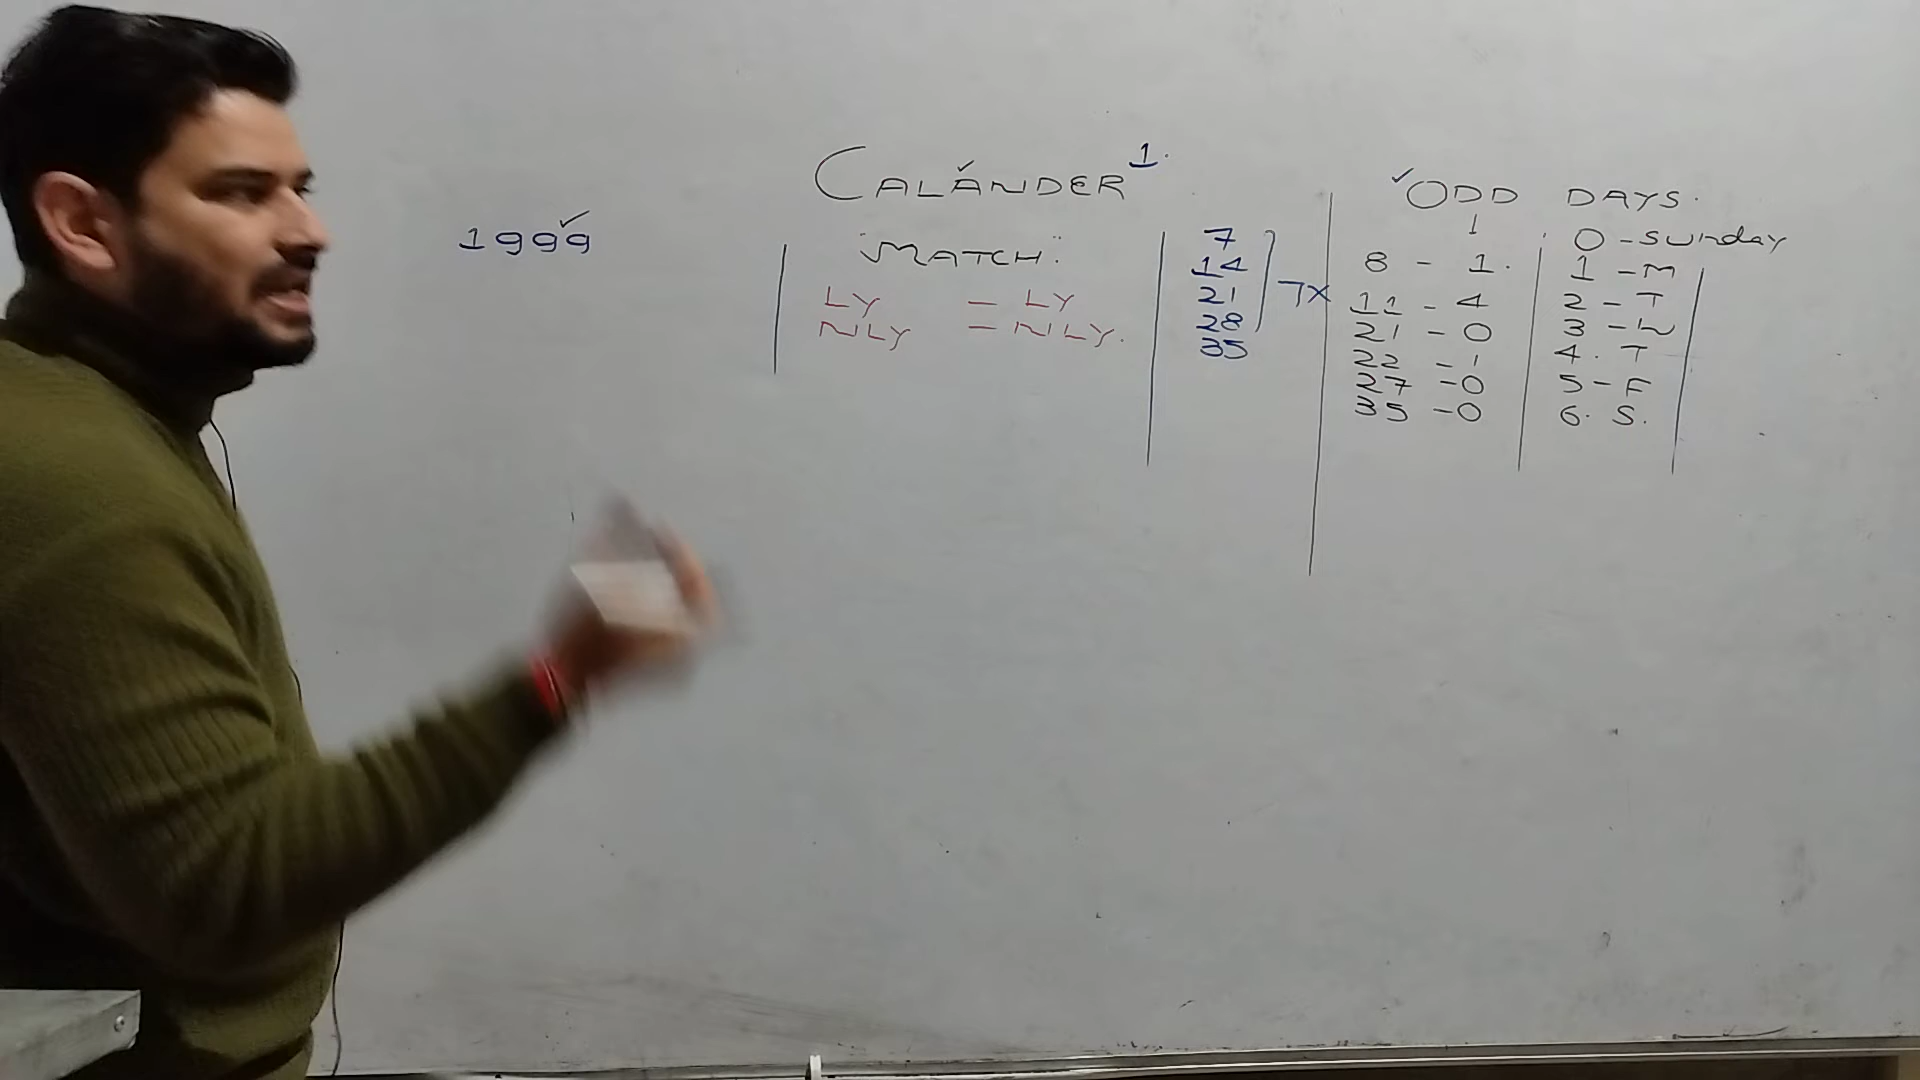 CALANDER 1.
1999
MATCH:
LY = LY
NLY = NLY.
7
14
21
28
35
7x
ODD DAYS.
1
8 - 1.
11 - 4
21 - 0
22 - 1
27 - 0
35 - 0
0 - Sunday
1 - M
2 - T
3 - W
4. T
5 - F
6. S.